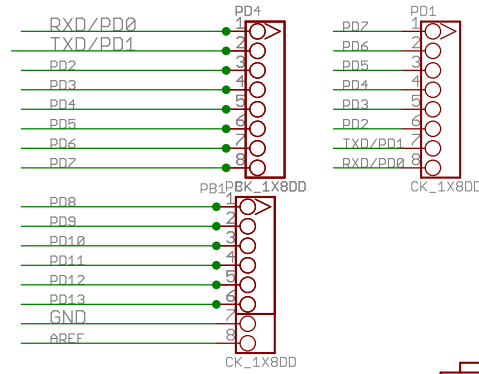 PD4
RXD/PD0 1
TXD/PD1 2
PD2 3
PD3 4
PD4 5
PD5 6
PD6 7
PD7 8
CK_1X8DD
PD1
PD7 1
PD6 2
PD5 3
PD4 4
PD3 5
PD2 6
TXD/PD1 7
RXD/PD0 8
CK_1X8DD
PB1
PD8 1
PD9 2
PD10 3
PD11 4
PD12 5
PD13 6
GND 7
AREF 8
CK_1X8DD